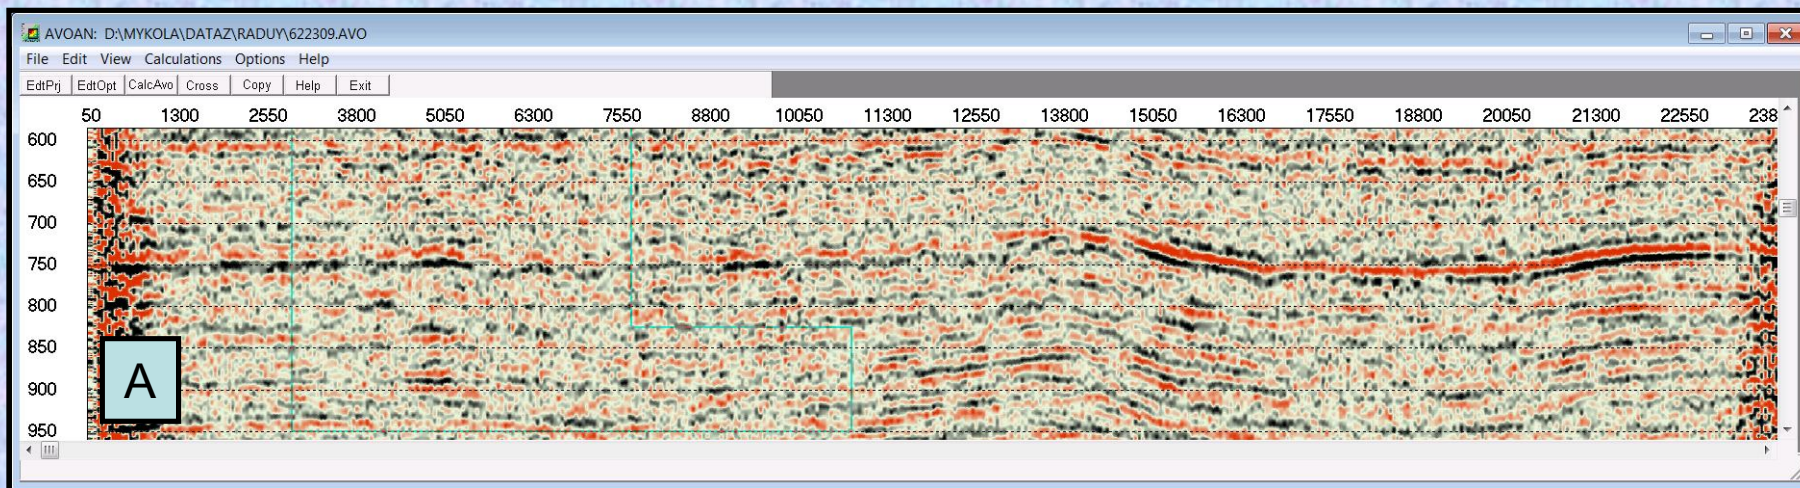 AVOAN: D:\MYKOLA\DATAZ\RADUY\622309.AVO
File Edit View Calculations Options Help
EdtPrj EdtOpt CalcAvo Cross Copy Help Exit
50 1300 2550 3800 5050 6300 7550 8800 10050 11300 12550 13800 15050 16300 17550 18800 20050 21300 22550 238
600
650
700
750
800
850
A
900
950